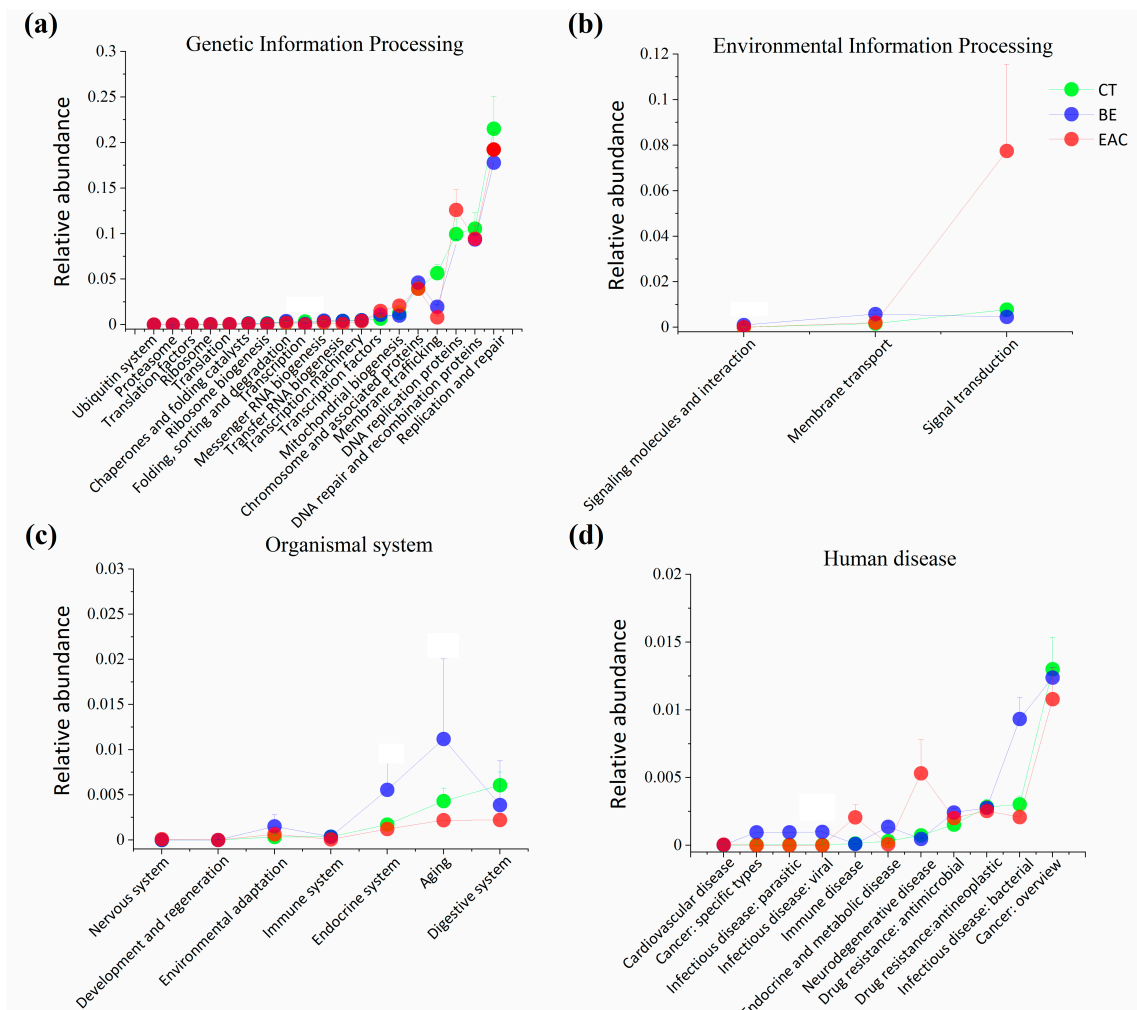 (a)
Genetic Information Processing
Relative abundance
0.3
0.25
0.2
0.15
0.1
0.05
0
Ubiquitin system
Proteasome
Translation factors
Ribosome
Translation
Chaperones and folding catalysts
Ribosome biogenesis
Folding, sorting and degradation
Transcription
Messenger RNA biogenesis
Transfer RNA biogenesis
Transcription machinery
Transcription factors
Mitochondrial biogenesis
Chromosome and associated proteins
Membrane trafficking
DNA replication proteins
DNA repair and recombination proteins
Replication and repair
(b)
Environmental Information Processing
Relative abundance
0.12
0.1
0.08
0.06
0.04
0.02
0
CT
BE
EAC
Signaling molecules and interaction
Membrane transport
Signal transduction
(c)
Organismal system
Relative abundance
0.03
0.025
0.02
0.015
0.01
0.005
0
Nervous system
Development and regeneration
Environmental adaptation
Immune system
Endocrine system
Aging
Digestive system
(d)
Human disease
Relative abundance
0.02
0.015
0.01
0.005
0
Cardiovascular disease
Cancer: specific types
Infectious disease: parasitic
Infectious disease: viral
Immune disease
Endocrine and metabolic disease
Neurodegenerative disease
Drug resistance: antimicrobial
Drug resistance:antineoplastic
Infectious disease: bacterial
Cancer: overview